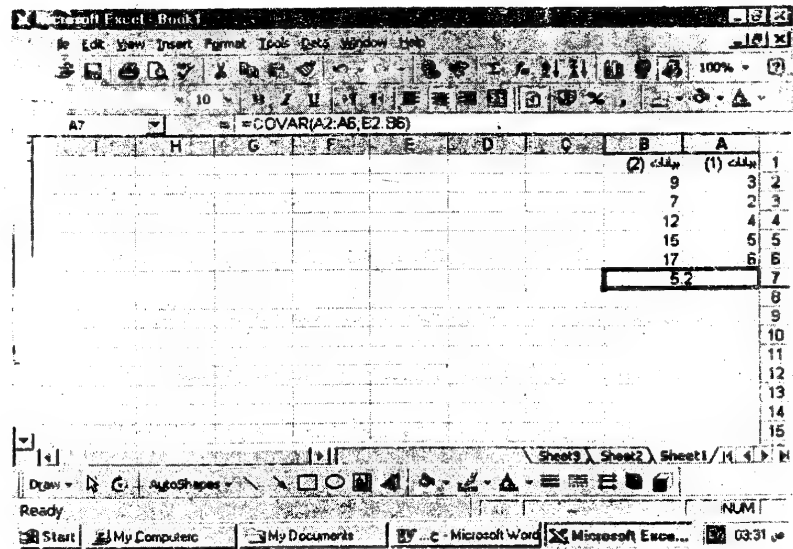 Microsoft Excel - Book1
le Edit View Insert Format Tools Data Window Help
100%
10 B I U % ,
A7 = =COVAR(A2:A6,B2:B6)
I H G F E D C B A
بيانات (2) بيانات (1) 1
9 3 2
7 2 3
12 4 4
15 5 5
17 6 6
5.2 7
8
9
10
11
12
13
14
15
Sheet3 Sheet2 Sheet1
Draw AutoShapes
Ready NUM
Start My Computerc My Documents ...c - Microsoft Word Microsoft Exce... 03:31 ص